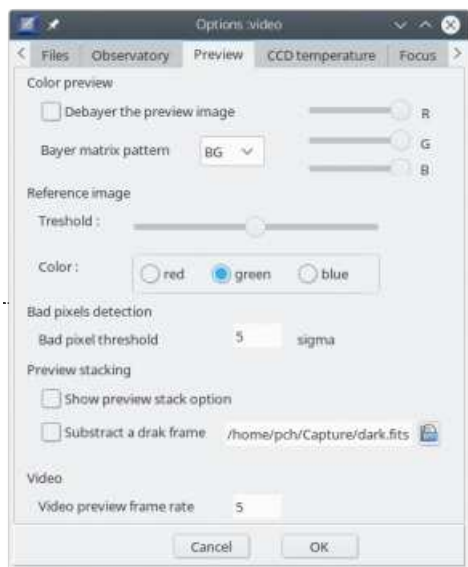 Options :video
Files Observatory Preview CCD temperature Focus
Color preview
Debayer the preview image
R
Bayer matrix pattern BG
G
B
Reference image
Treshold :
Color : red green blue
Bad pixels detection
Bad pixel threshold 5 sigma
Preview stacking
Show preview stack option
Substract a drak frame /home/pch/Capture/dark.fits
Video
Video preview frame rate 5
Cancel OK